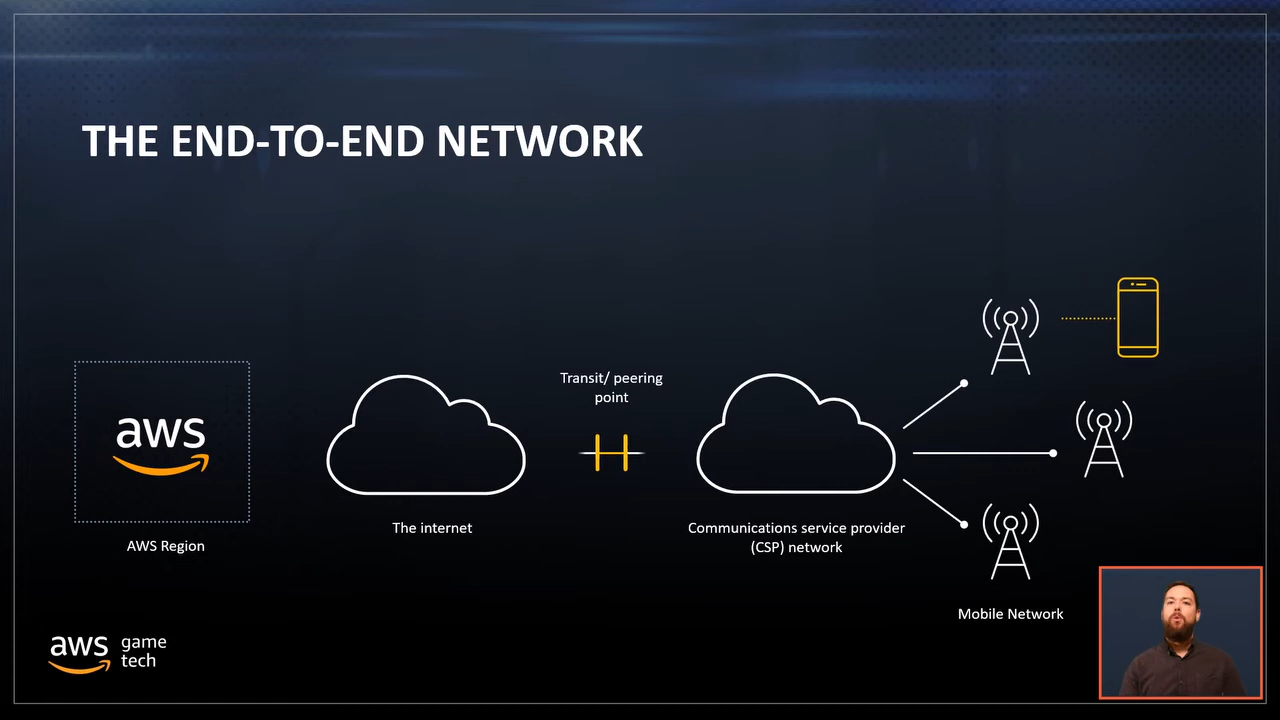 THE END-TO-END NETWORK
Transit/ peering
point
aws
AWS Region
The internet
Communications service provider
(CSP) network
Mobile Network
aws game
tech